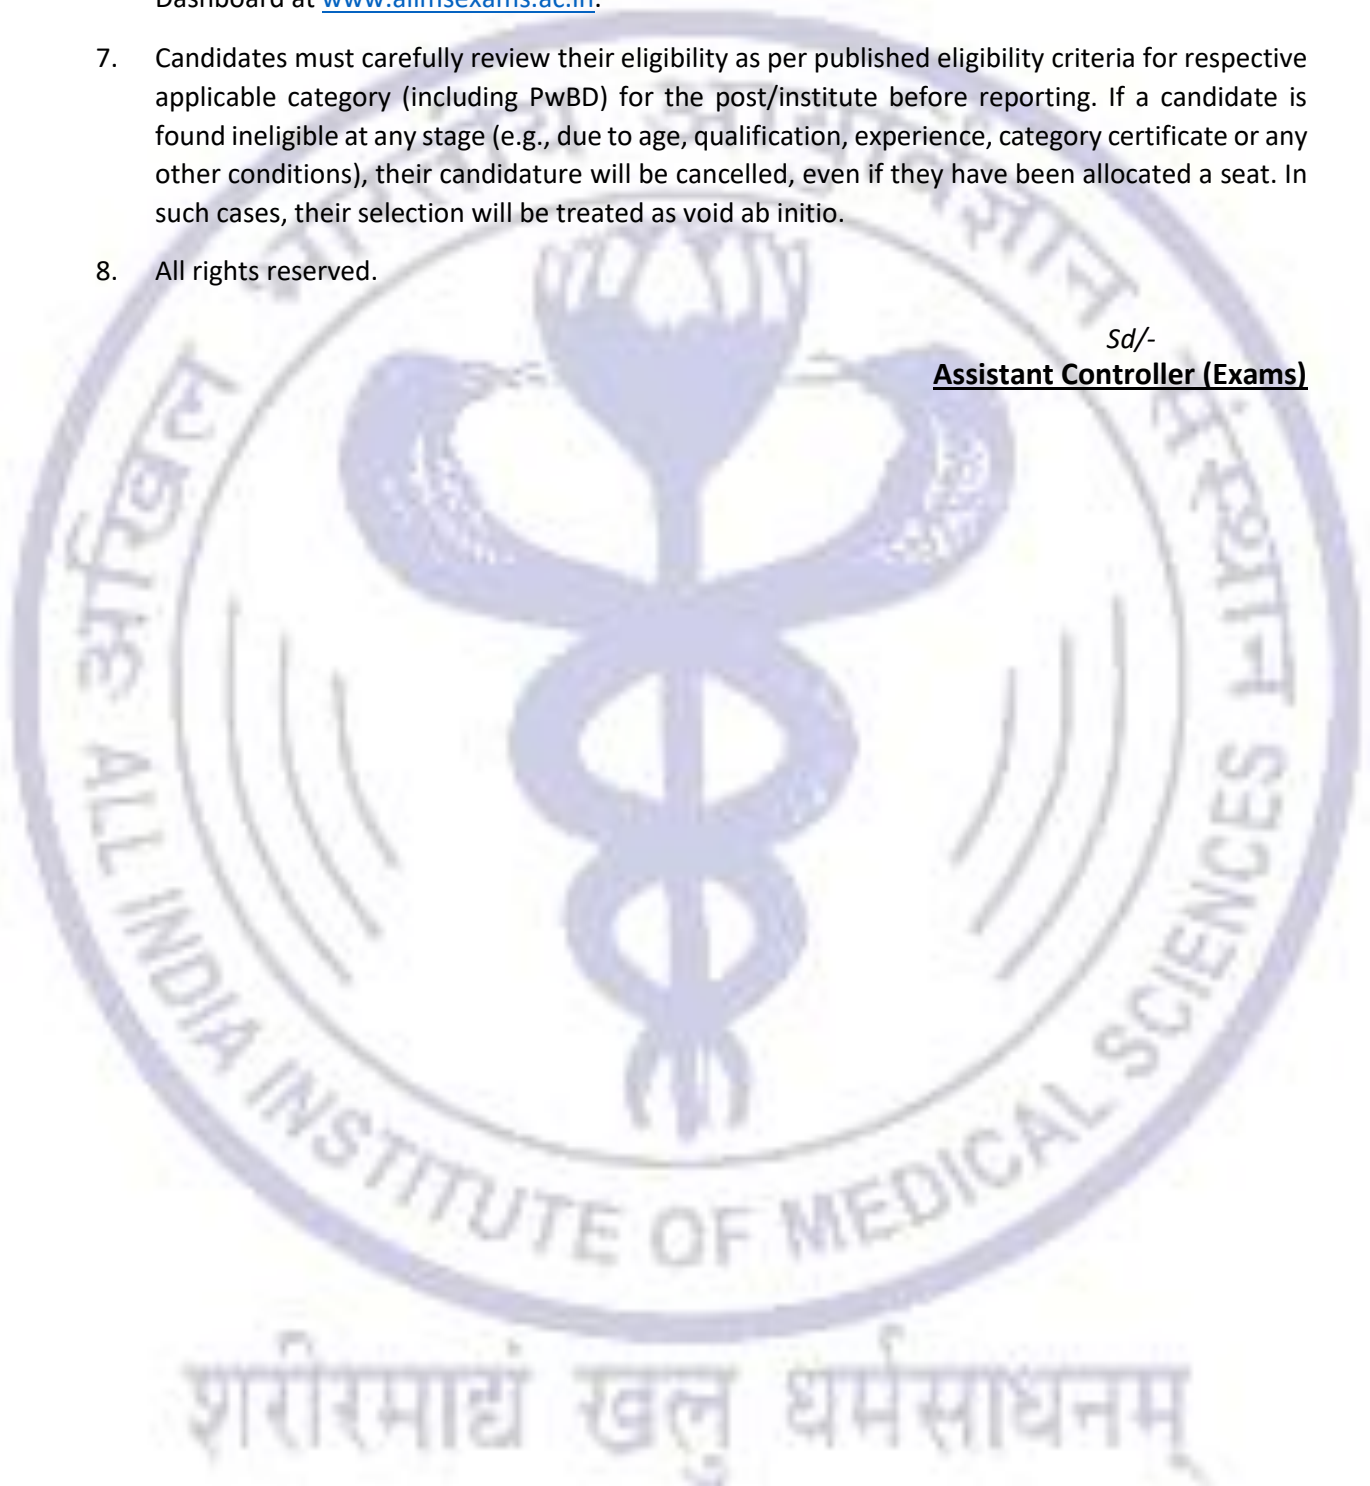 Dashboard at www.aiimsexams.ac.in.
7. Candidates must carefully review their eligibility as per published eligibility criteria for respective
applicable category (including PwBD) for the post/institute before reporting. If a candidate is
found ineligible at any stage (e.g., due to age, qualification, experience, category certificate or any
other conditions), their candidature will be cancelled, even if they have been allocated a seat. In
such cases, their selection will be treated as void ab initio.
8. All rights reserved.
Sd/-
Assistant Controller (Exams)
अखिल भारतीय आयुर्विज्ञान संस्थान
ALL INDIA INSTITUTE OF MEDICAL SCIENCES
शरीरमाद्यं खलु धर्मसाधनम्